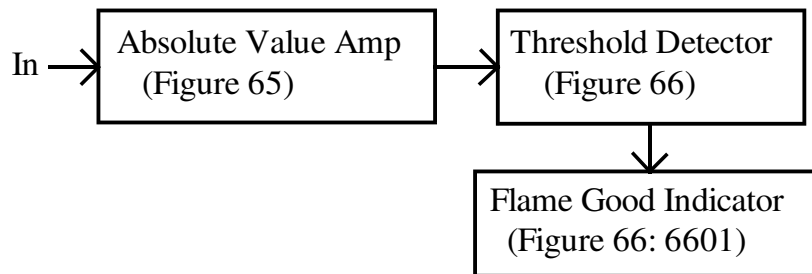 In
Absolute Value Amp
(Figure 65)
Threshold Detector
(Figure 66)
Flame Good Indicator
(Figure 66: 6601)